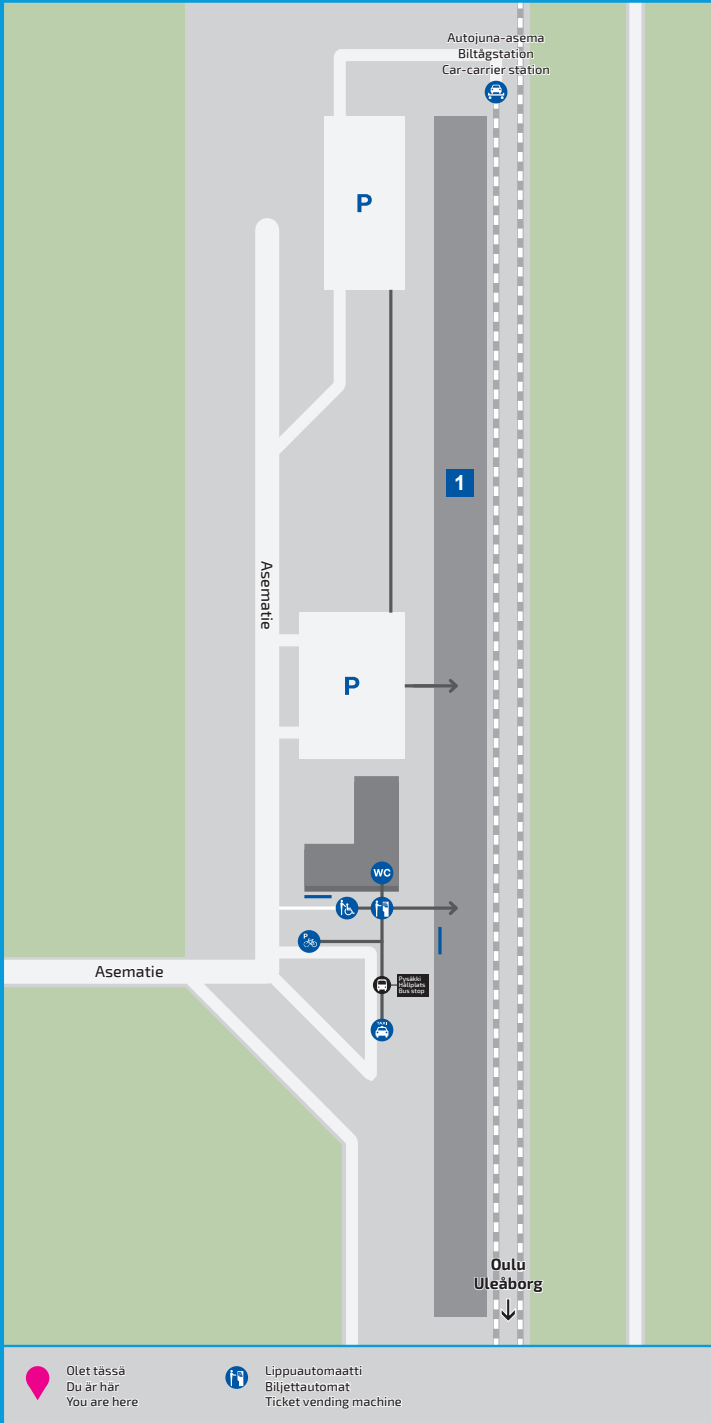 Autojuna-asema
Biltågstation
Car-carrier station
P
1
Asematie
P
WC
P
Asematie
Pysäkki
Hållplats
Bus stop
TAXI
Oulu
Uleåborg
Olet tässä
Du är här
You are here
Lippuautomaatti
Biljettautomat
Ticket vending machine